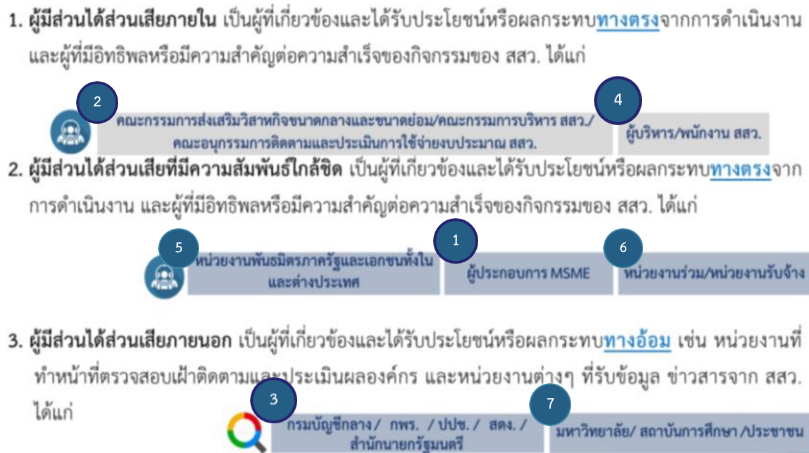 1. ผู้มีส่วนได้ส่วนเสียภายใน เป็นผู้ที่เกี่ยวข้องและได้รับประโยชน์หรือผลกระทบทางตรงจากการดำเนินงาน
และผู้ที่มีอิทธิพลหรือมีความสำคัญต่อความสำเร็จของกิจกรรมของ สสว. ได้แก่
2
4
คณะกรรมการส่งเสริมวิสาหกิจขนาดกลางและขนาดย่อม/คณะกรรมการบริหาร สสว./
คณะอนุกรรมการติดตามและประเมินการใช้จ่ายงบประมาณ สสว.
ผู้บริหาร/พนักงาน สสว.
2. ผู้มีส่วนได้ส่วนเสียที่มีความสัมพันธ์ใกล้ชิด เป็นผู้ที่เกี่ยวข้องและได้รับประโยชน์หรือผลกระทบทางตรงจาก
การดำเนินงาน และผู้ที่มีอิทธิพลหรือมีความสำคัญต่อความสำเร็จของกิจกรรมของ สสว. ได้แก่
5
1
6
หน่วยงานพันธมิตรภาครัฐและเอกชนทั้งใน
และต่างประเทศ
ผู้ประกอบการ MSME
หน่วยงานร่วม/หน่วยงานรับจ้าง
3. ผู้มีส่วนได้ส่วนเสียภายนอก เป็นผู้ที่เกี่ยวข้องและได้รับประโยชน์หรือผลกระทบทางอ้อม เช่น หน่วยงานที่
ทำหน้าที่ตรวจสอบเฝ้าติดตามและประเมินผลองค์กร และหน่วยงานต่างๆ ที่รับข้อมูล ข่าวสารจาก สสว.
ได้แก่
3
7
กรมบัญชีกลาง/ กพร. / ปปช. / สตง. /
สำนักนายกรัฐมนตรี
มหาวิทยาลัย/ สถาบันการศึกษา /ประชาชน